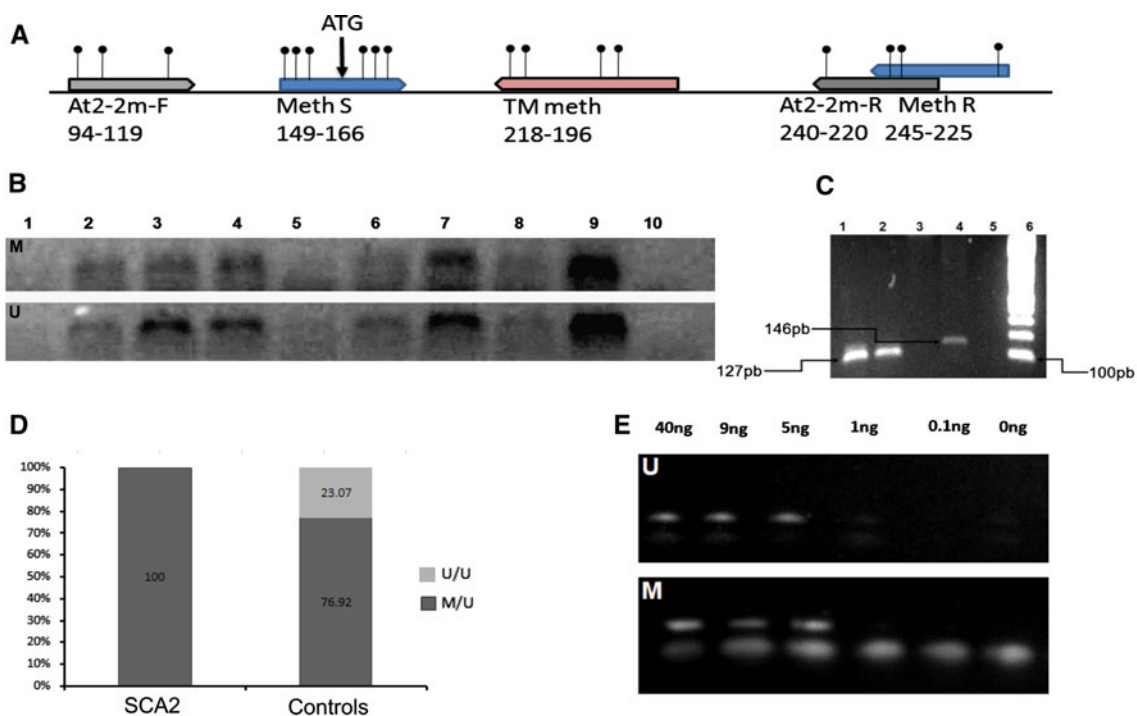 A
ATG
At2-2m-F
Meth S
TM meth
At2-2m-R
Meth R
94-119
149-166
218-196
240-220
245-225
B
1 2 3 4 5 6 7 8 9 10
M
U
C
1 2 3 4 5 6
146pb
127pb
100pb
D
100%
90%
80%
70%
60%
50%
40%
30%
20%
10%
0%
100
23.07
76.92
SCA2
Controls
U/U
M/U
E
40ng 9ng 5ng 1ng 0.1ng 0ng
U
M